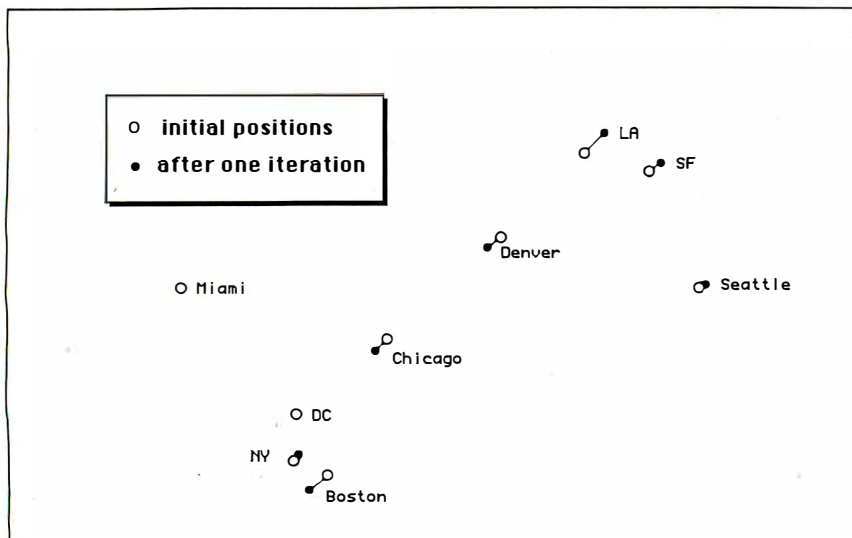 initial positions
after one iteration
LA
SF
Denver
Miami
Seattle
Chicago
DC
NY
Boston